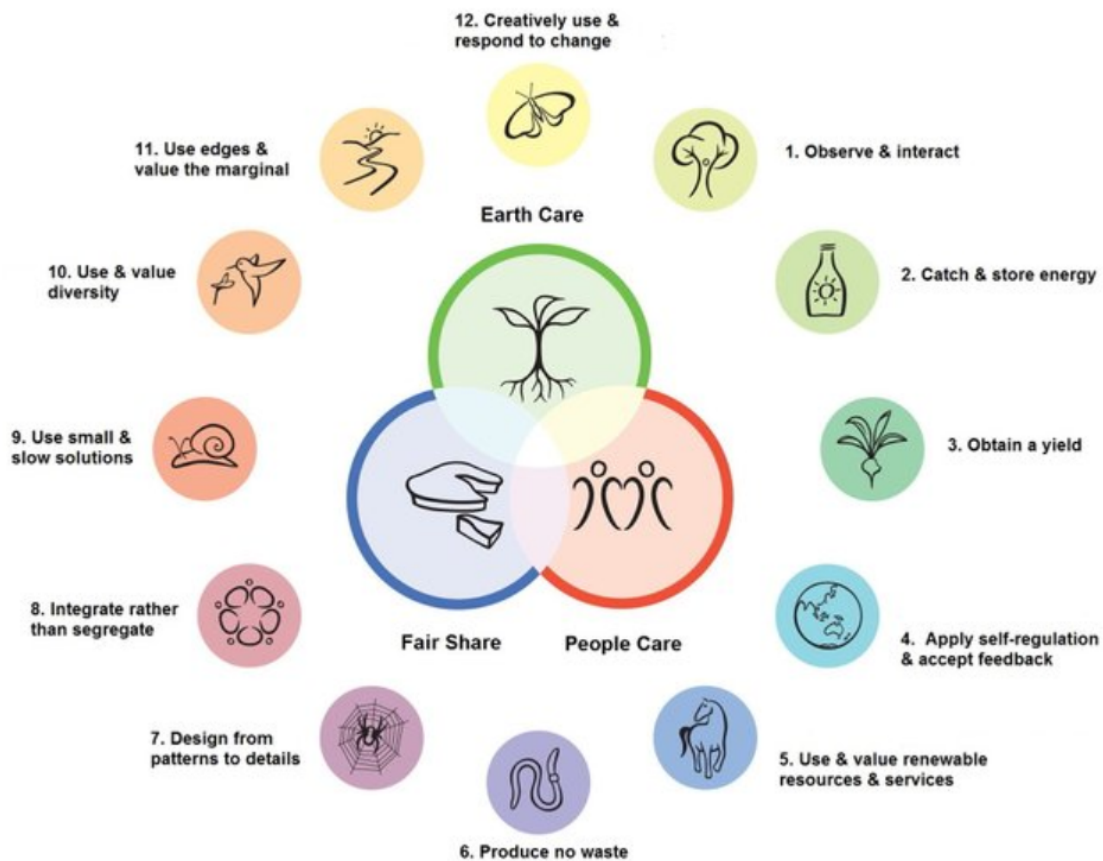 12. Creatively use &
respond to change
11. Use edges &
value the marginal
1. Observe & interact
Earth Care
10. Use & value
diversity
2. Catch & store energy
9. Use small &
slow solutions
3. Obtain a yield
8. Integrate rather
than segregate
Fair Share
People Care
4. Apply self-regulation
& accept feedback
7. Design from
patterns to details
5. Use & value renewable
resources & services
6. Produce no waste